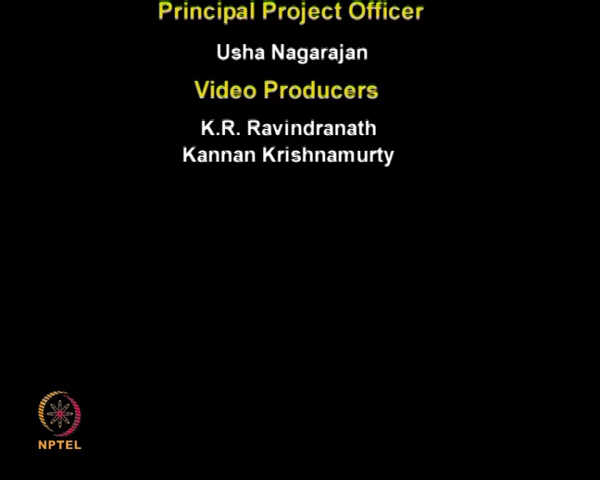 Principal Project Officer
Usha Nagarajan
Video Producers
K.R. Ravindranath
Kannan Krishnamurty
NPTEL